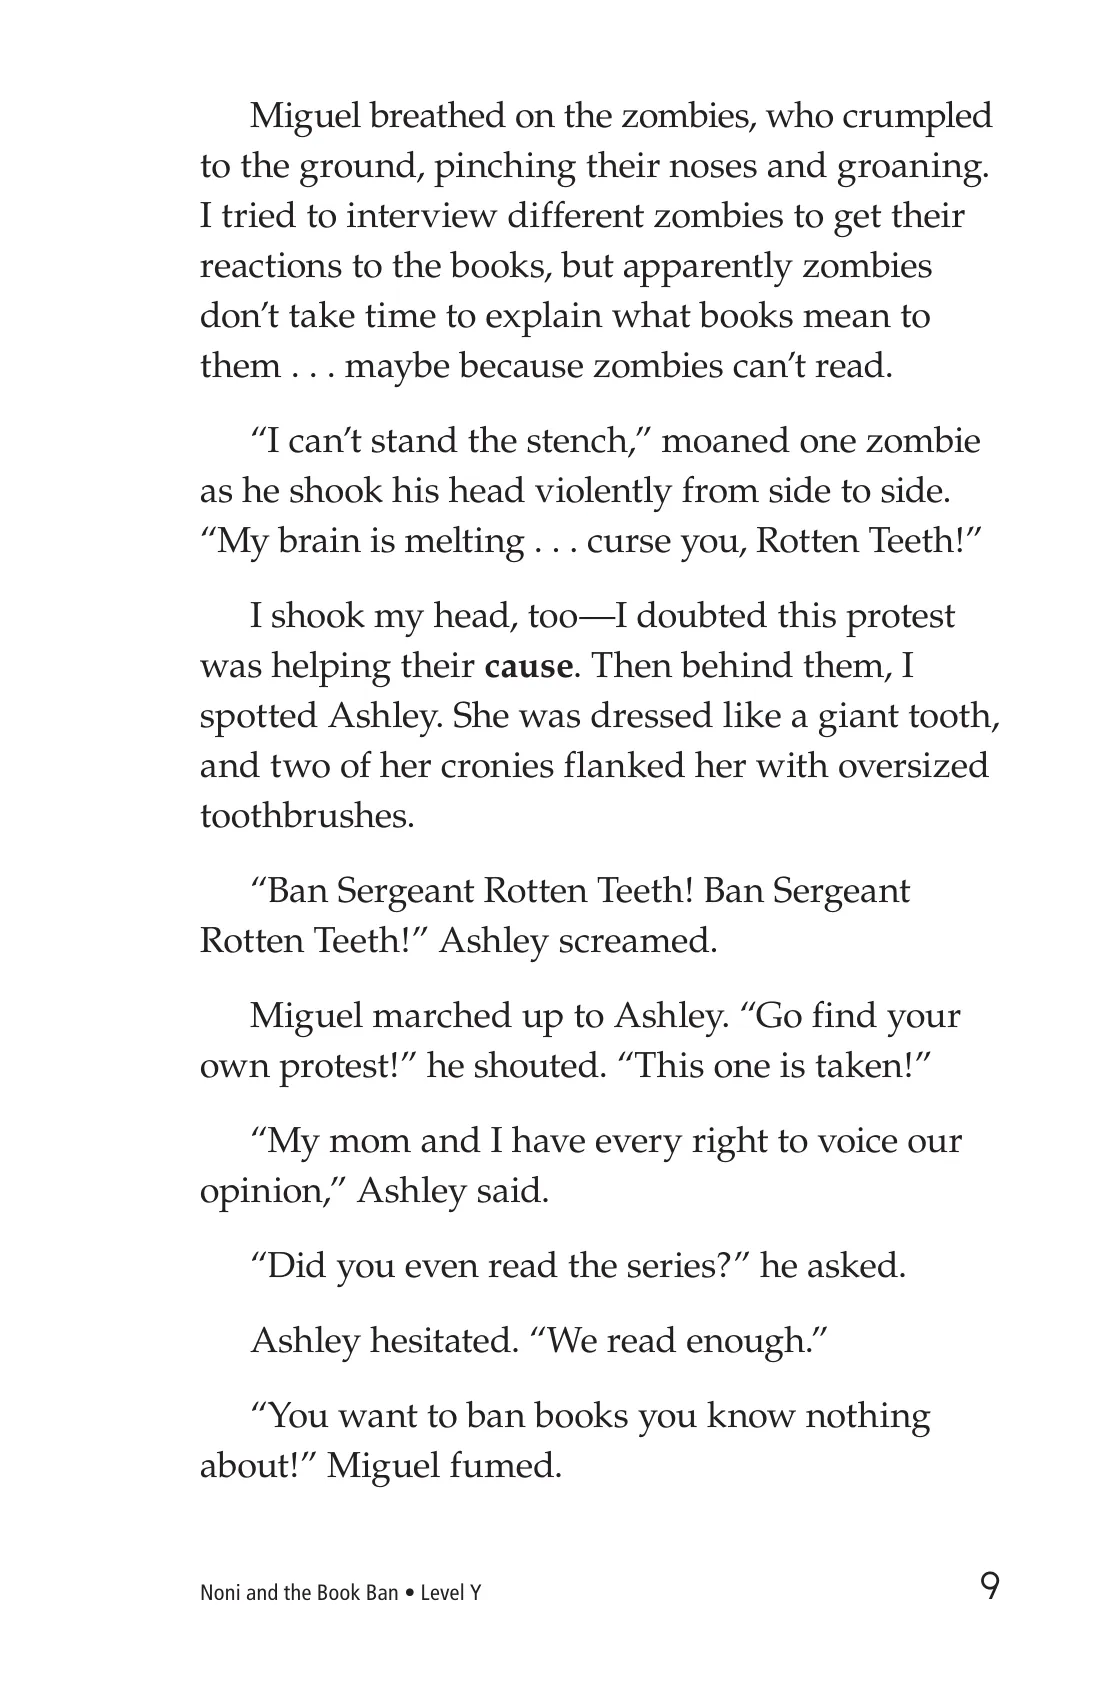 Miguel breathed on the zombies, who crumpled
to the ground, pinching their noses and groaning.
I tried to interview different zombies to get their
reactions to the books, but apparently zombies
don’t take time to explain what books mean to
them . . . maybe because zombies can’t read.
“I can’t stand the stench,” moaned one zombie
as he shook his head violently from side to side.
“My brain is melting . . . curse you, Rotten Teeth!”
I shook my head, too—I doubted this protest
was helping their cause. Then behind them, I
spotted Ashley. She was dressed like a giant tooth,
and two of her cronies flanked her with oversized
toothbrushes.
“Ban Sergeant Rotten Teeth! Ban Sergeant
Rotten Teeth!” Ashley screamed.
Miguel marched up to Ashley. “Go find your
own protest!” he shouted. “This one is taken!”
“My mom and I have every right to voice our
opinion,” Ashley said.
“Did you even read the series?” he asked.
Ashley hesitated. “We read enough.”
“You want to ban books you know nothing
about!” Miguel fumed.
Noni and the Book Ban • Level Y 9